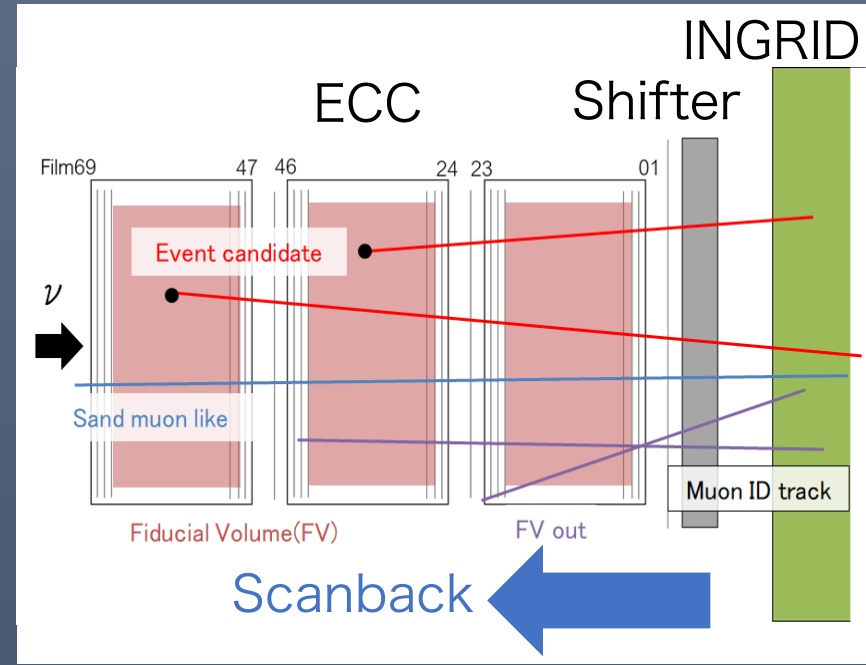 INGRID
ECC
Shifter
Film69
47
46
24
23
01
Event candidate
ν
Sand muon like
Muon ID track
Fiducial Volume(FV)
FV out
Scanback